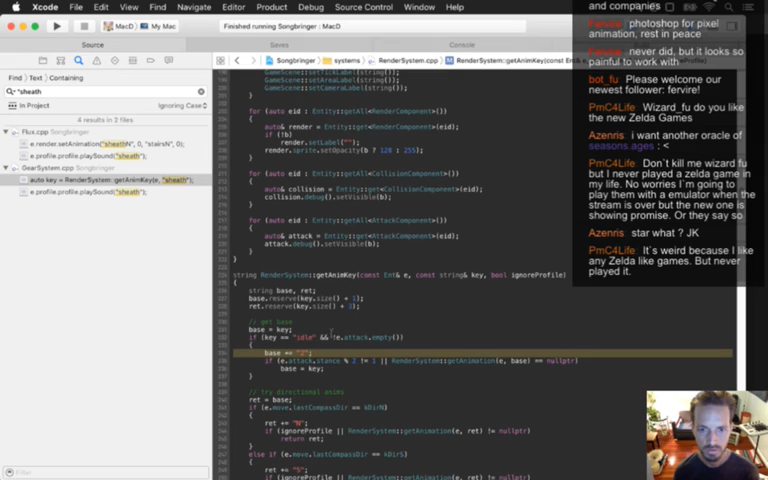 Xcode File Edit View Find Navigate Editor Product Debug Source Control Window Help
MacD My Mac
Finished running Songbringer : MacD
Source
Saves
Console
Songbringer systems RenderSystem.cpp RenderSystem::getAnimKey(const Ent& e, const
Find Text Containing
"sheath
In Project
Ignoring Case
4 results in 2 files
Flux.cpp Songbringer
e.render.setAnimation("sheathN", 0, "stairsN", 0);
e.profile.profile.playSound("sheath");
GearSystem.cpp Songbringer
auto key = RenderSystem::getAnimKey(e, "sheath");
e.profile.profile.playSound("sheath");
Filter
GameScene::setTickLabel(string());
GameScene::setCameraLabel(string());
}
for (auto eid : Entity::getAll<RenderComponent>())
{
auto& render = Entity::get<RenderComponent>(eid);
if (!b)
render.setLabel("");
render.sprite.setOpacity(b ? 128 : 255);
}
for (auto eid : Entity::getAll<CollisionComponent>())
{
auto& collision = Entity::get<CollisionComponent>(eid);
collision.debug().setVisible(b);
}
for (auto eid : Entity::getAll<AttackComponent>())
{
auto& attack = Entity::get<AttackComponent>(eid);
attack.debug().setVisible(b);
}
}
string RenderSystem::getAnimKey(const Ent& e, const string& key, bool ignoreProfile)
{
string base, ret;
base.reserve(key.size() + 1);
ret.reserve(key.size() + 2);
// get base
base = key;
if (key == "idle" && !e.attack.empty())
{
base += "2";
if (e.attack.stance % 2 != 1 || RenderSystem::getAnimation(e, base) == nullptr)
base = key;
}
// try directional anims
ret = base;
if (e.move.lastCompassDir == kDirN)
{
ret += "N";
if (ignoreProfile || RenderSystem::getAnimation(e, ret) != nullptr)
return ret;
}
else if (e.move.lastCompassDir == kDirS)
{
ret += "S";
if (ignoreProfile || RenderSystem::getAnimation(e, ret) != nullptr)
and companies
photoshop for pixel
animation, rest in peace
never did, but it looks so
painful to work with
bot_fu Please welcome our
newest follower: fervire!
PmC4Life Wizard_fu do you like
the new Zelda Games
Azenris i want another oracle of
seasons.ages : <
PmC4Life Don`t kill me wizard fu
but I never played a zelda game in
my life. No worries I`m going to
play them with a emulator when the
stream is over but the new one is
showing promise. Or they say so
Azenris star what ? JK
PmC4Life It`s weird because I like
any Zelda like games. But never
played it.